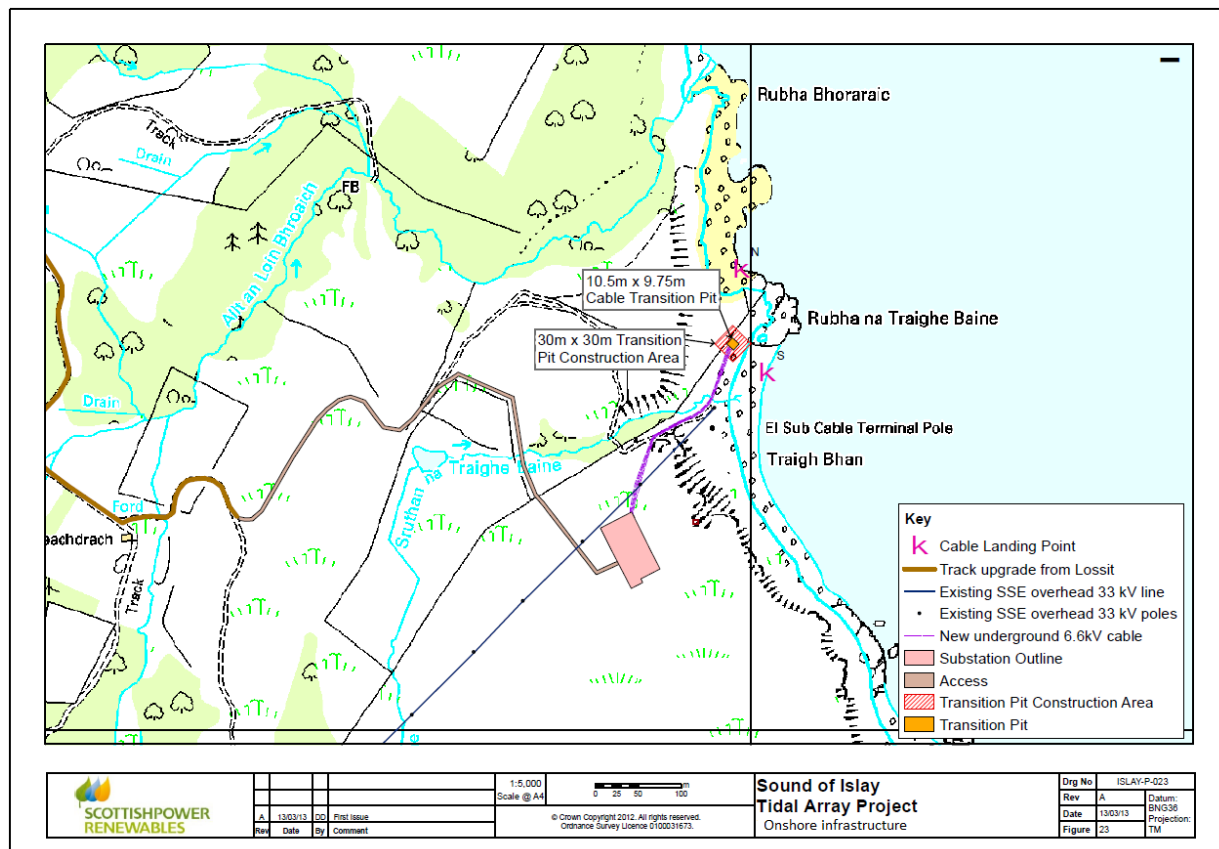 Rubha Bhoraraic
Track
Drain
FB
Allt an Loin Bhroaich
N
k
10.5m x 9.75m
Cable Transition Pit
30m x 30m Transition
Pit Construction Area
Rubha na Traighe Baine
S
k
Drain
El Sub Cable Terminal Pole
Traigh Bhan
Sruthan na Traighe Baine
Ford
eachdrach
Track
Key
k Cable Landing Point
Track upgrade from Lossit
Existing SSE overhead 33 kV line
Existing SSE overhead 33 kV poles
New underground 6.6kV cable
Substation Outline
Access
Transition Pit Construction Area
Transition Pit
SCOTTISHPOWER
RENEWABLES
A 13/03/13 DD First Issue
Rev Date By Comment
1:5,000
Scale @ A4
0 25 50 100
m
© Crown Copyright 2012. All rights reserved.
Ordnance Survey Licence 0100031673.
Sound of Islay
Tidal Array Project
Onshore infrastructure
Drg No ISLAY-P-023
Rev A
Date 13/03/13
Figure 23
Datum:
BNG36
Projection:
TM